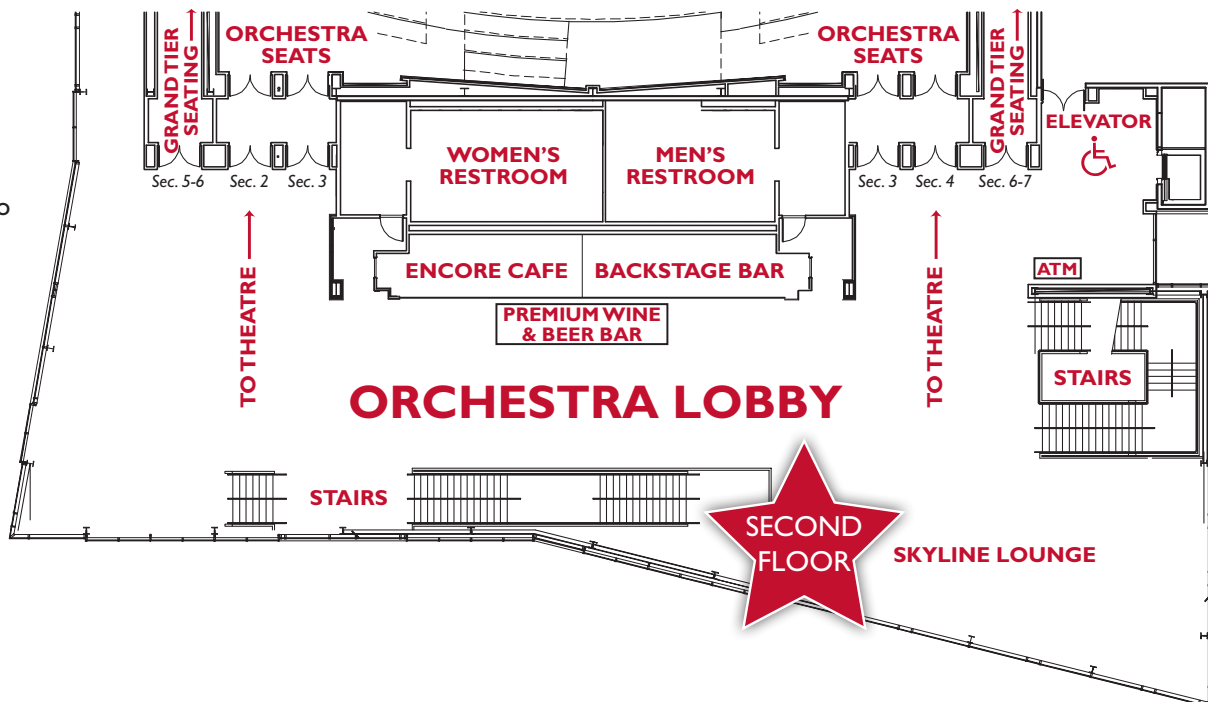 GRAND TIER
SEATING
ORCHESTRA
SEATS
ORCHESTRA
SEATS
GRAND TIER
SEATING
ELEVATOR
WOMEN'S
RESTROOM
MEN'S
RESTROOM
Sec. 5-6
Sec. 2
Sec. 3
Sec. 3
Sec. 4
Sec. 6-7
o
TO THEATRE
ENCORE CAFE
BACKSTAGE BAR
TO THEATRE
ATM
PREMIUM WINE
& BEER BAR
STAIRS
ORCHESTRA LOBBY
STAIRS
SECOND
FLOOR
SKYLINE LOUNGE